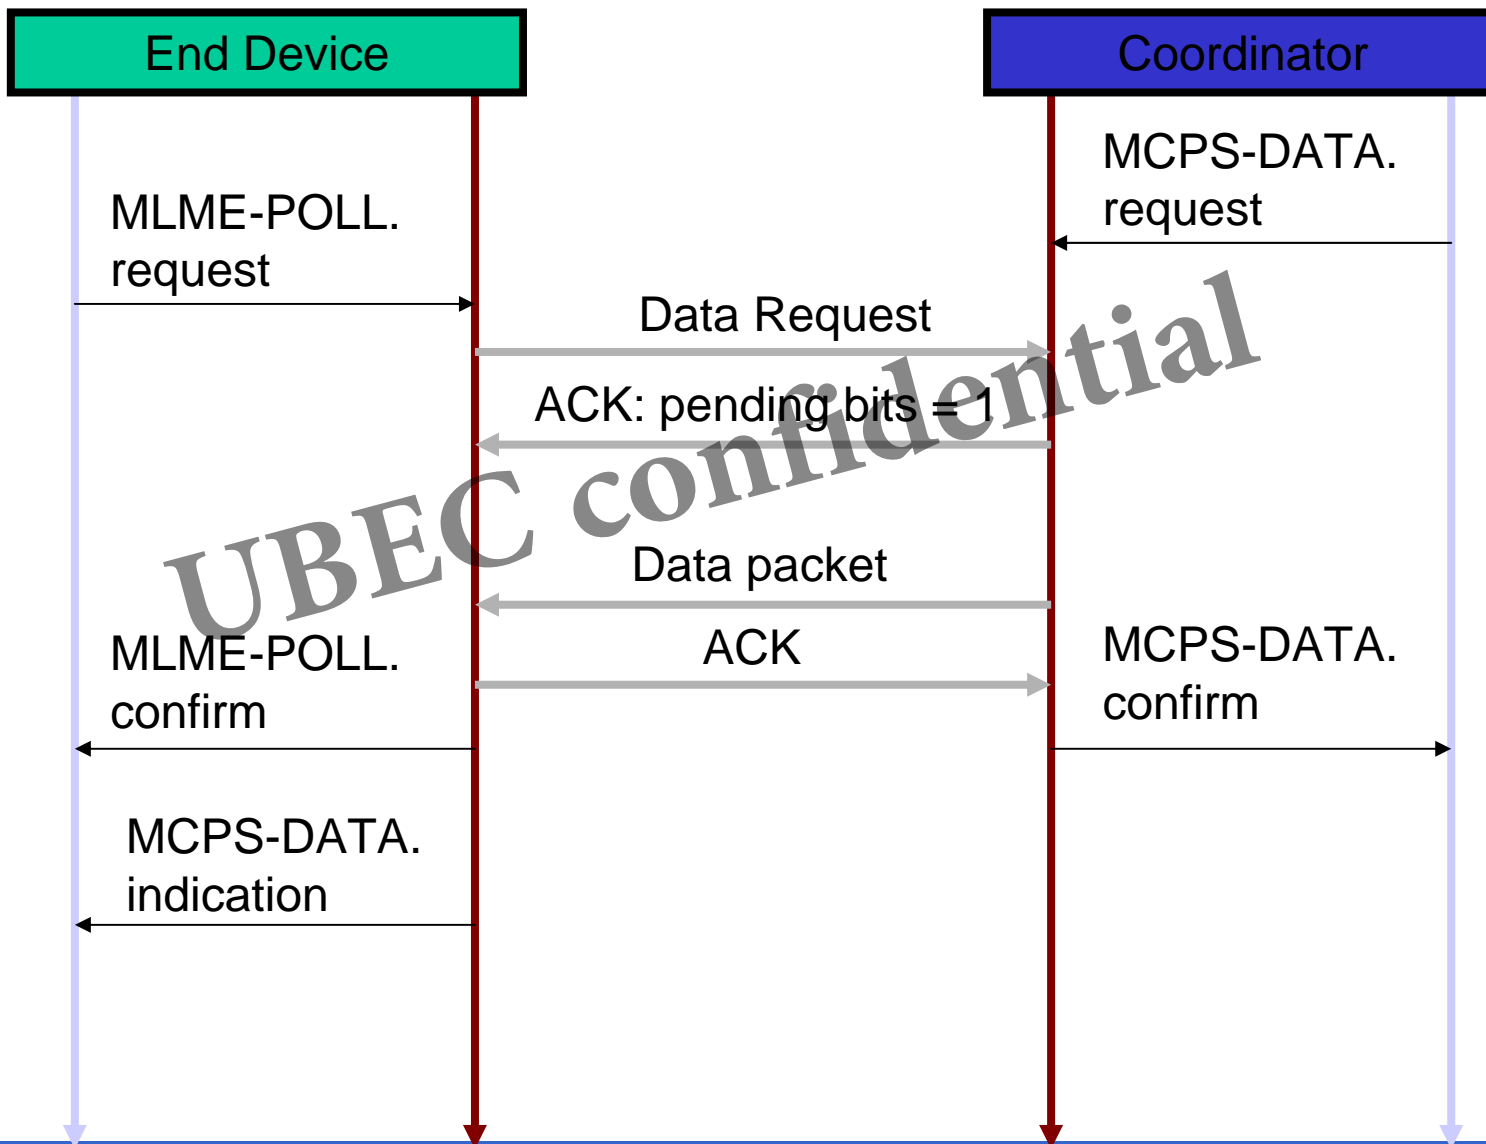 End Device
Coordinator
MCPS-DATA.
request
MLME-POLL.
request
Data Request
ACK: pending bits = 1
UBEC confidential
Data packet
ACK
MLME-POLL.
confirm
MCPS-DATA.
confirm
MCPS-DATA.
indication